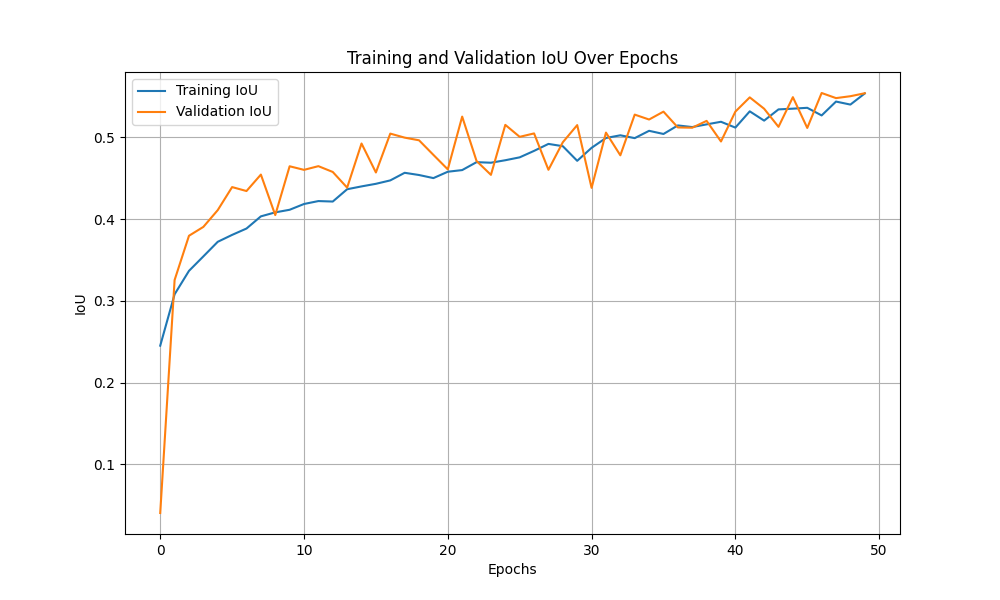 Training and Validation IoU Over Epochs
Training IoU
Validation IoU
0.5
0.4
0.3
0.2
0.1
IoU
0 10 20 30 40 50
Epochs